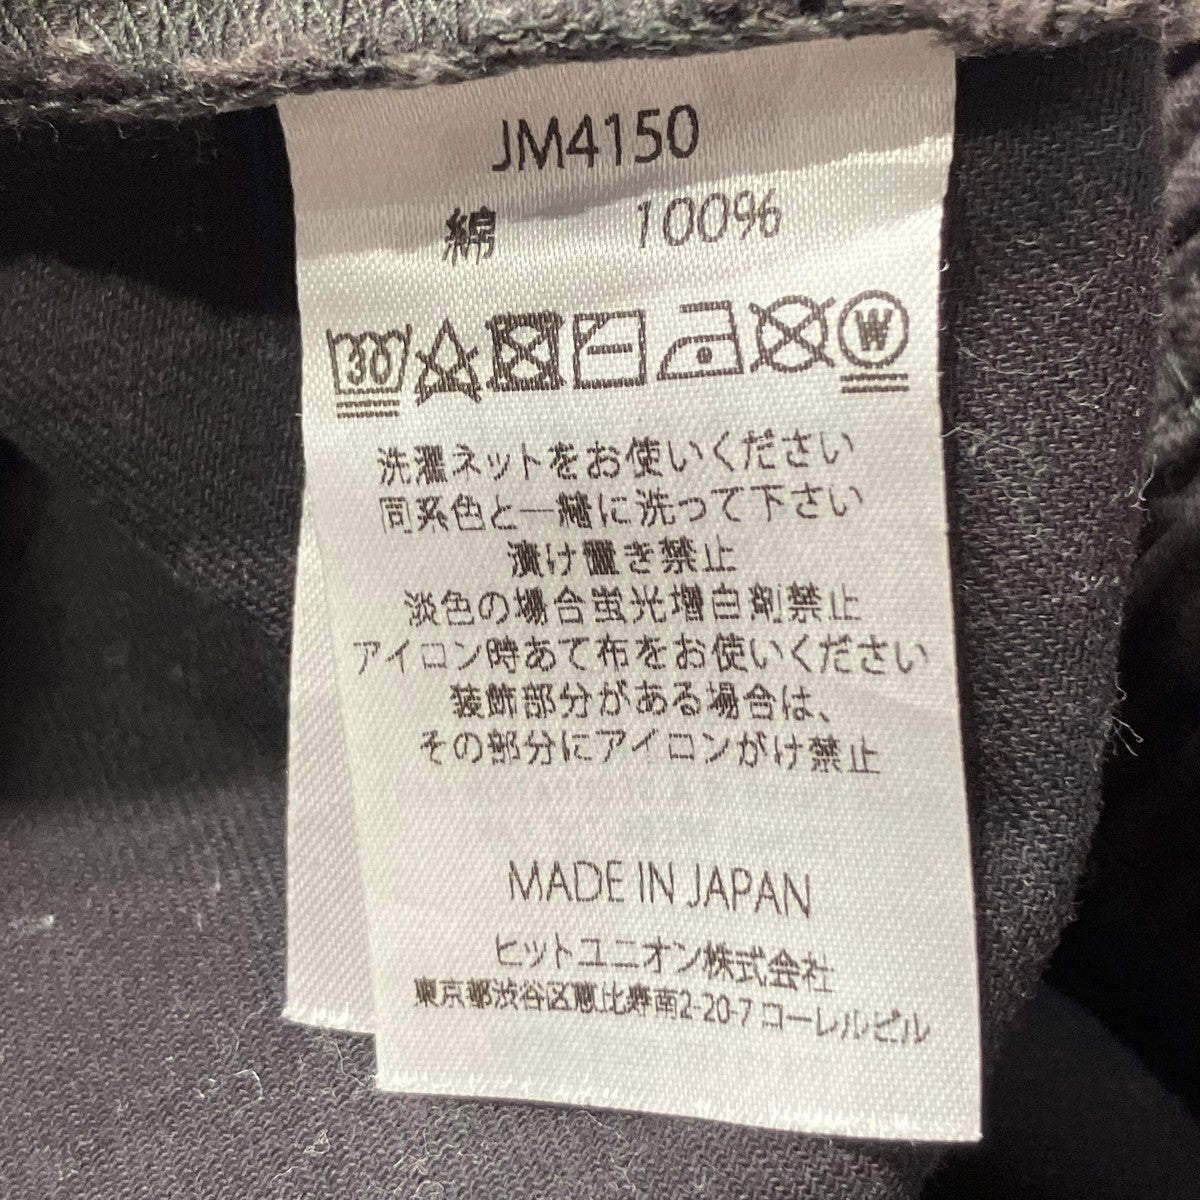 JM4150
綿 100%
30 W
洗濯ネットをお使いください
同系色と一緒に洗って下さい
漬け置き禁止
淡色の場合蛍光増白剤禁止
アイロン時あて布をお使いください
装飾部分がある場合は、
その部分にアイロンがけ禁止
MADE IN JAPAN
ヒットユニオン株式会社
東京都渋谷区恵比寿南2-20-7 コーレルビル